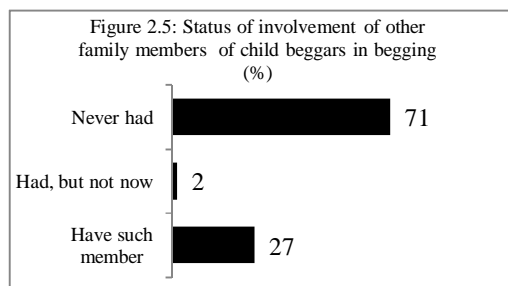 Figure 2.5: Status of involvement of other
family members of child beggars in begging
(%)
Never had
71
Had, but not now
2
Have such
member
27